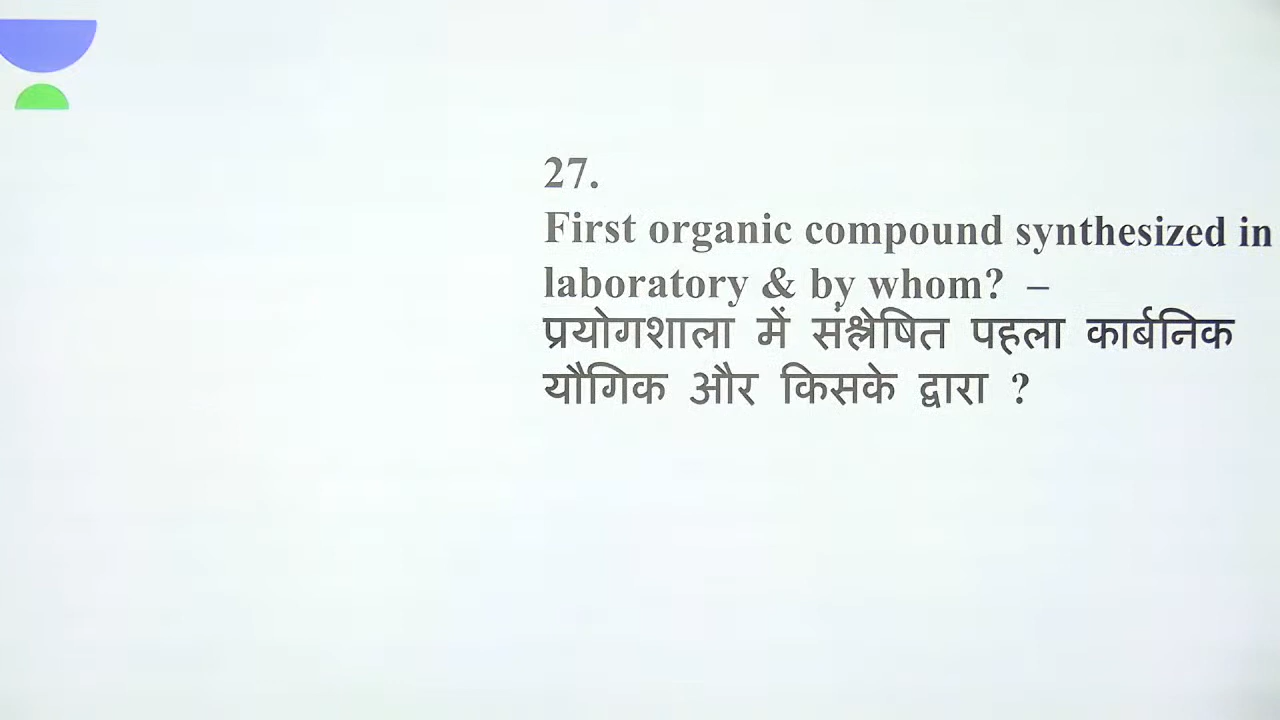 27.
First organic compound synthesized in
laboratory & by whom? –
प्रयोगशाला में संश्लेषित पहला कार्बनिक
यौगिक और किसके द्वारा ?